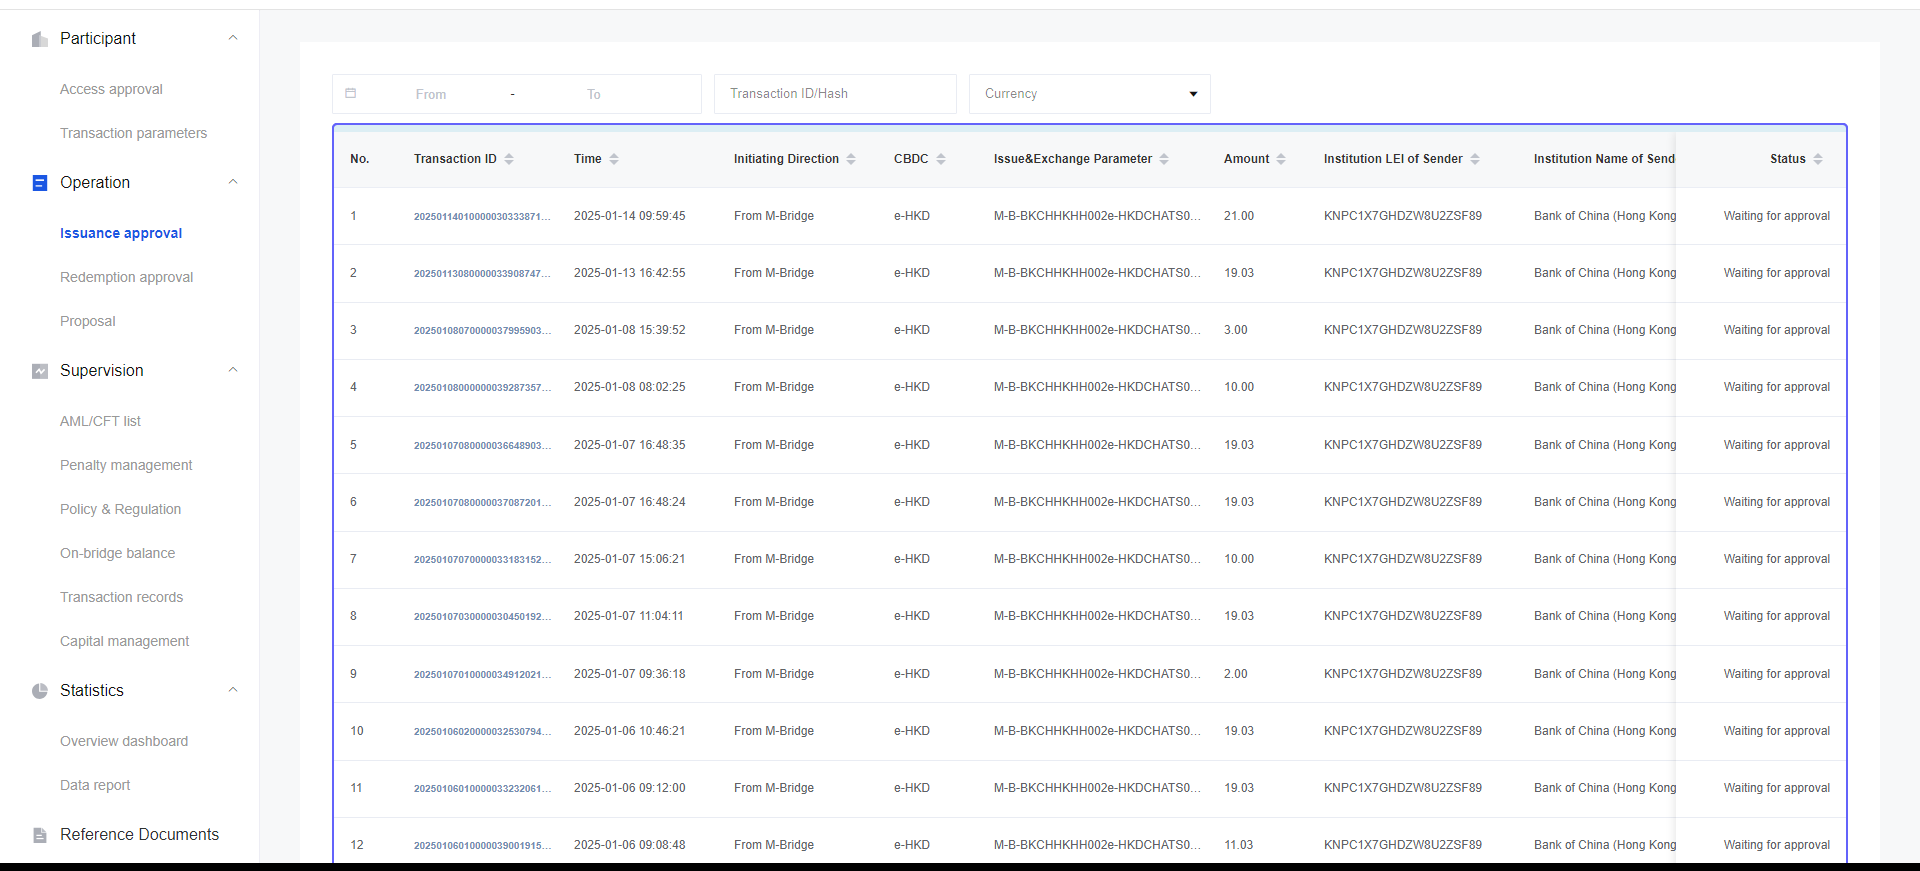 Participant
Access approval
Transaction parameters
Operation
Issuance approval
Redemption approval
Proposal
Supervision
AML/CFT list
Penalty management
Policy & Regulation
On-bridge balance
Transaction records
Capital management
Statistics
Overview dashboard
Data report
Reference Documents
From - To Transaction ID/Hash Currency
No. Transaction ID Time Initiating Direction CBDC Issue&Exchange Parameter Amount Institution LEI of Sender Institution Name of Send Status
1 20250114010000030333871... 2025-01-14 09:59:45 From M-Bridge e-HKD M-B-BKCHHKHH002e-HKDCHATS0... 21.00 KNPC1X7GHDZW8U2ZSF89 Bank of China (Hong Kong Waiting for approval
2 20250113080000033908747... 2025-01-13 16:42:55 From M-Bridge e-HKD M-B-BKCHHKHH002e-HKDCHATS0... 19.03 KNPC1X7GHDZW8U2ZSF89 Bank of China (Hong Kong Waiting for approval
3 20250108070000037995903... 2025-01-08 15:39:52 From M-Bridge e-HKD M-B-BKCHHKHH002e-HKDCHATS0... 3.00 KNPC1X7GHDZW8U2ZSF89 Bank of China (Hong Kong Waiting for approval
4 20250108000000039287357... 2025-01-08 08:02:25 From M-Bridge e-HKD M-B-BKCHHKHH002e-HKDCHATS0... 10.00 KNPC1X7GHDZW8U2ZSF89 Bank of China (Hong Kong Waiting for approval
5 20250107080000036648903... 2025-01-07 16:48:35 From M-Bridge e-HKD M-B-BKCHHKHH002e-HKDCHATS0... 19.03 KNPC1X7GHDZW8U2ZSF89 Bank of China (Hong Kong Waiting for approval
6 20250107080000037087201... 2025-01-07 16:48:24 From M-Bridge e-HKD M-B-BKCHHKHH002e-HKDCHATS0... 19.03 KNPC1X7GHDZW8U2ZSF89 Bank of China (Hong Kong Waiting for approval
7 20250107070000033183152... 2025-01-07 15:06:21 From M-Bridge e-HKD M-B-BKCHHKHH002e-HKDCHATS0... 10.00 KNPC1X7GHDZW8U2ZSF89 Bank of China (Hong Kong Waiting for approval
8 20250107030000030450192... 2025-01-07 11:04:11 From M-Bridge e-HKD M-B-BKCHHKHH002e-HKDCHATS0... 19.03 KNPC1X7GHDZW8U2ZSF89 Bank of China (Hong Kong Waiting for approval
9 20250107010000034912021... 2025-01-07 09:36:18 From M-Bridge e-HKD M-B-BKCHHKHH002e-HKDCHATS0... 2.00 KNPC1X7GHDZW8U2ZSF89 Bank of China (Hong Kong Waiting for approval
10 20250106020000032530794... 2025-01-06 10:46:21 From M-Bridge e-HKD M-B-BKCHHKHH002e-HKDCHATS0... 19.03 KNPC1X7GHDZW8U2ZSF89 Bank of China (Hong Kong Waiting for approval
11 20250106010000033232061... 2025-01-06 09:12:00 From M-Bridge e-HKD M-B-BKCHHKHH002e-HKDCHATS0... 19.03 KNPC1X7GHDZW8U2ZSF89 Bank of China (Hong Kong Waiting for approval
12 20250106010000039001915... 2025-01-06 09:08:48 From M-Bridge e-HKD M-B-BKCHHKHH002e-HKDCHATS0... 11.03 KNPC1X7GHDZW8U2ZSF89 Bank of China (Hong Kong Waiting for approval